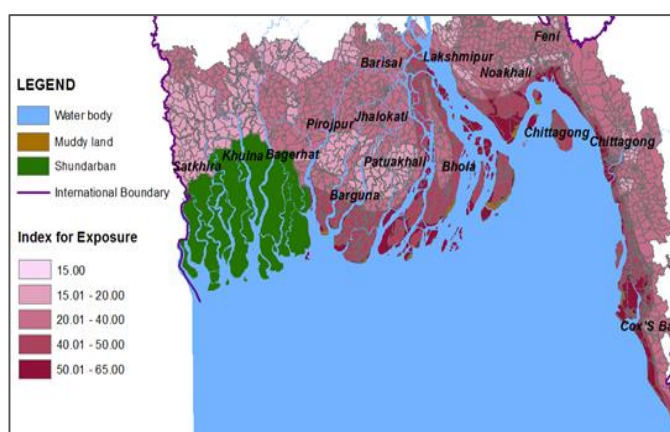 LEGEND
Water body
Muddy land
Shundarban
International Boundary
Index for Exposure
15.00
15.01 - 20.00
20.01 - 40.00
40.01 - 50.00
50.01 - 65.00
Feni
Lakshmipur
Barisal
Noakhali
Jhalokati
Pirojpur
Chittagong
Chittagong
Khulna
Bagerhat
Satkhira
Patuakhali
Bhola
Barguna
Cox'S Ba